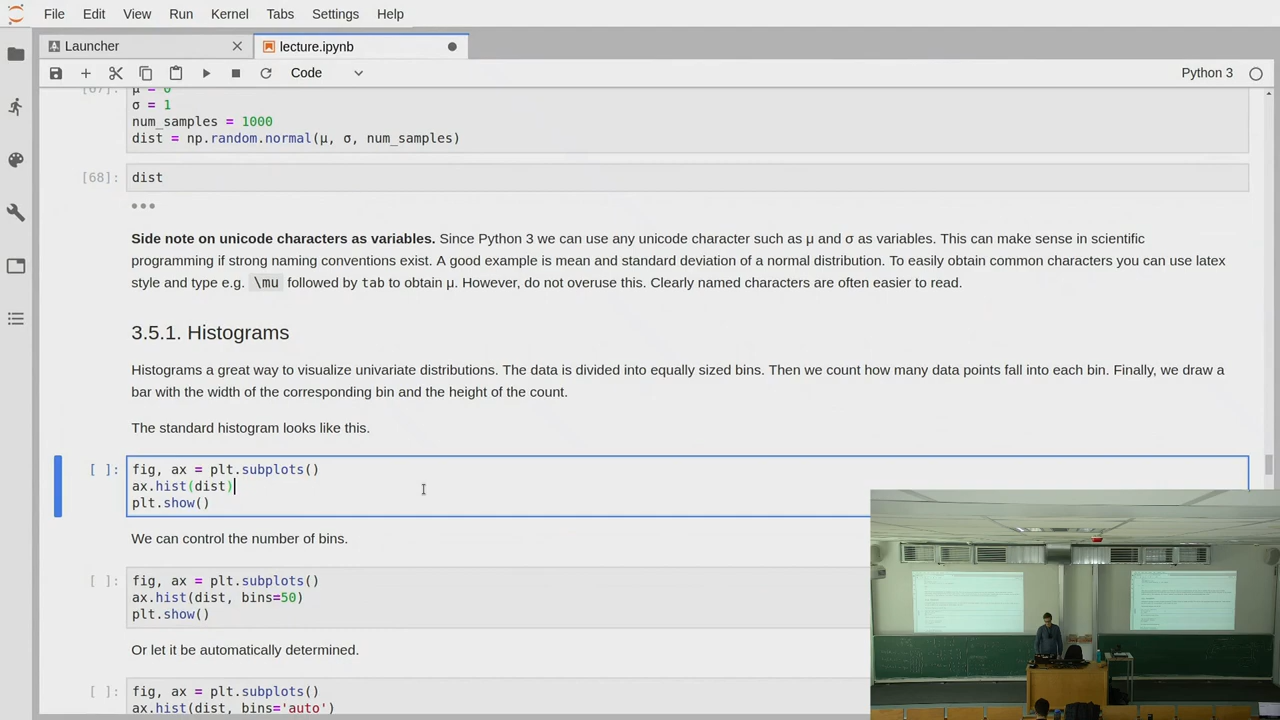 File Edit View Run Kernel Tabs Settings Help
Launcher
lecture.ipynb
Code
Python 3
[67]: μ = 0
σ = 1
num_samples = 1000
dist = np.random.normal(μ, σ, num_samples)
[68]: dist
Side note on unicode characters as variables. Since Python 3 we can use any unicode character such as μ and σ as variables. This can make sense in scientific
programming if strong naming conventions exist. A good example is mean and standard deviation of a normal distribution. To easily obtain common characters you can use latex
style and type e.g. \mu followed by tab to obtain μ. However, do not overuse this. Clearly named characters are often easier to read.
3.5.1. Histograms
Histograms a great way to visualize univariate distributions. The data is divided into equally sized bins. Then we count how many data points fall into each bin. Finally, we draw a
bar with the width of the corresponding bin and the height of the count.
The standard histogram looks like this.
[ ]: fig, ax = plt.subplots()
ax.hist(dist)
plt.show()
We can control the number of bins.
[ ]: fig, ax = plt.subplots()
ax.hist(dist, bins=50)
plt.show()
Or let it be automatically determined.
[ ]: fig, ax = plt.subplots()
ax.hist(dist, bins='auto')